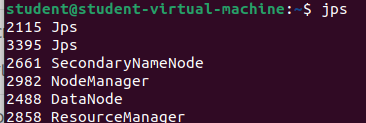 student@student-virtual-machine:~$ jps
2115 Jps
3395 Jps
2661 SecondaryNameNode
2982 NodeManager
2488 DataNode
2858 ResourceManager